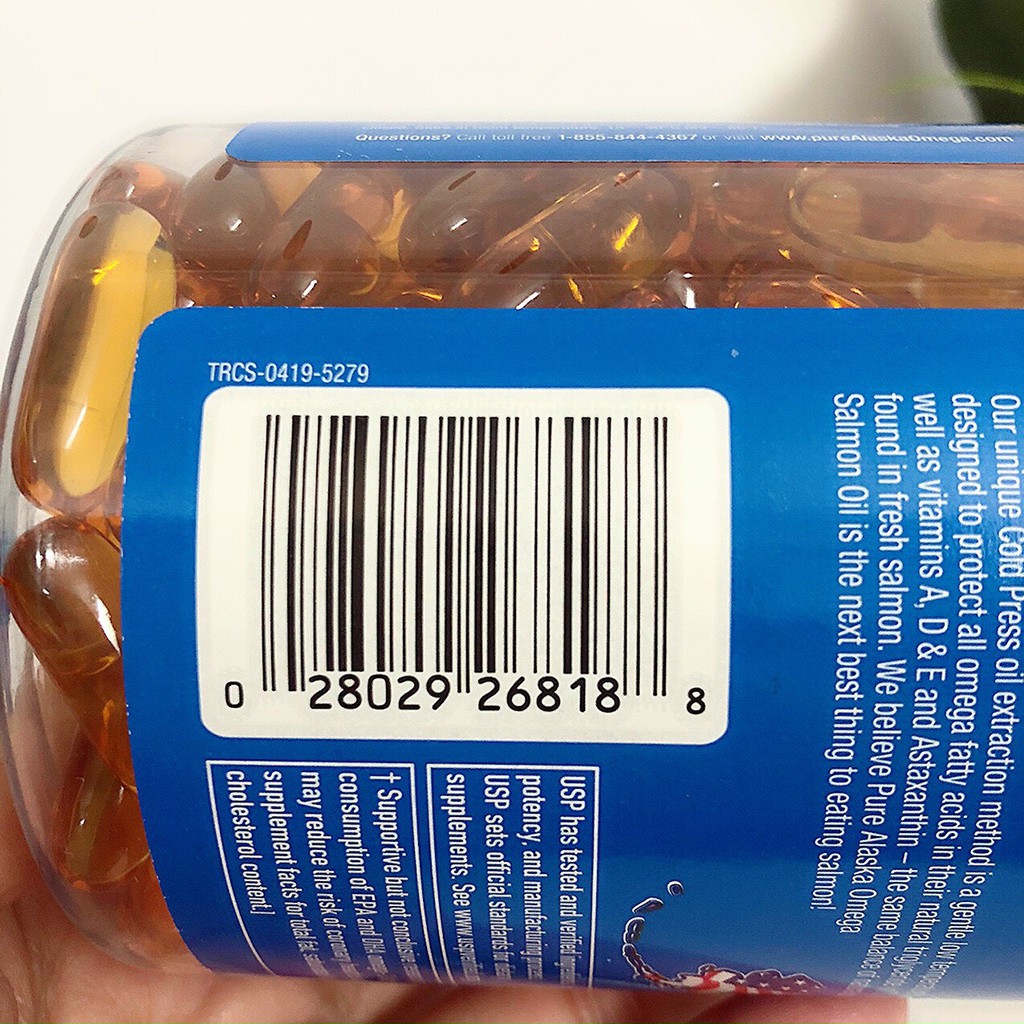 Questions? Call toll free 1-855-844-4367 or visit www.pureAlaskaOmega.com
TRCS-0419-5279
0 28029 26818 8
Our unique Cold Press oil extraction method is a gentle low
designed to protect all omega fatty acids in their natural
well as vitamins A, D & E and Astaxanthin – the same balance of
found in fresh salmon. We believe Pure Alaska Omega
Salmon Oil is the next best thing to eating salmon!
USP has tested and verified
potency, and manufacturing
USP sets official standards for
supplements. See
† Supportive but not conclusive
consumption of EPA and DHA
may reduce the risk of coronary
supplement facts for total fat,
cholesterol content.]